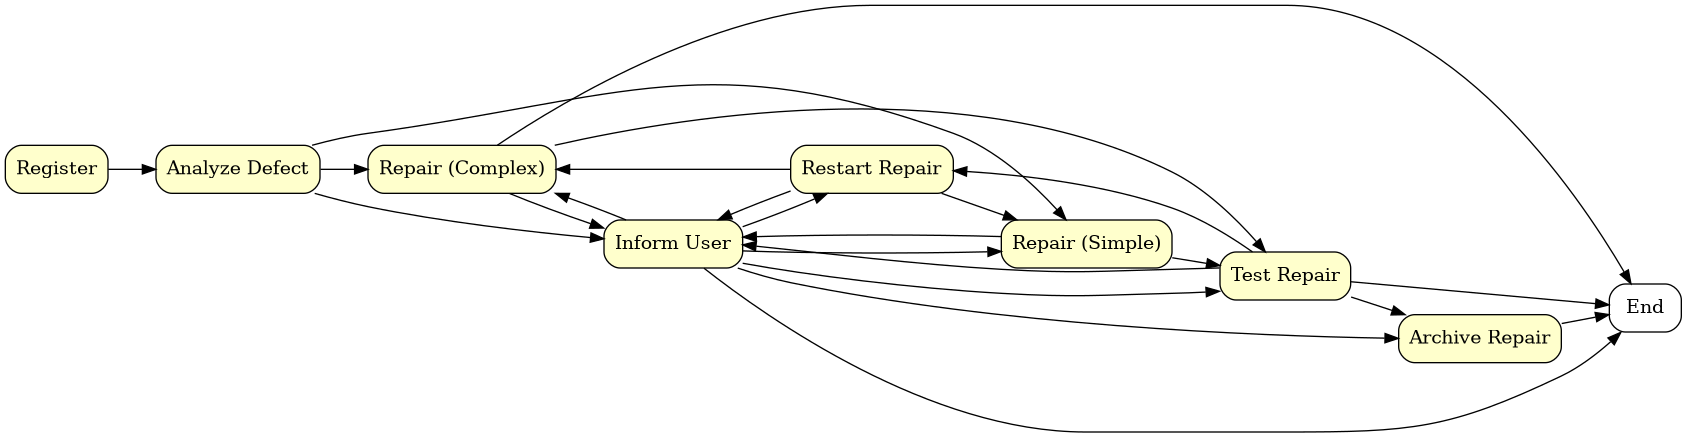 Register
Analyze Defect
Repair (Complex)
Restart Repair
Inform User
Repair (Simple)
Test Repair
End
Archive Repair